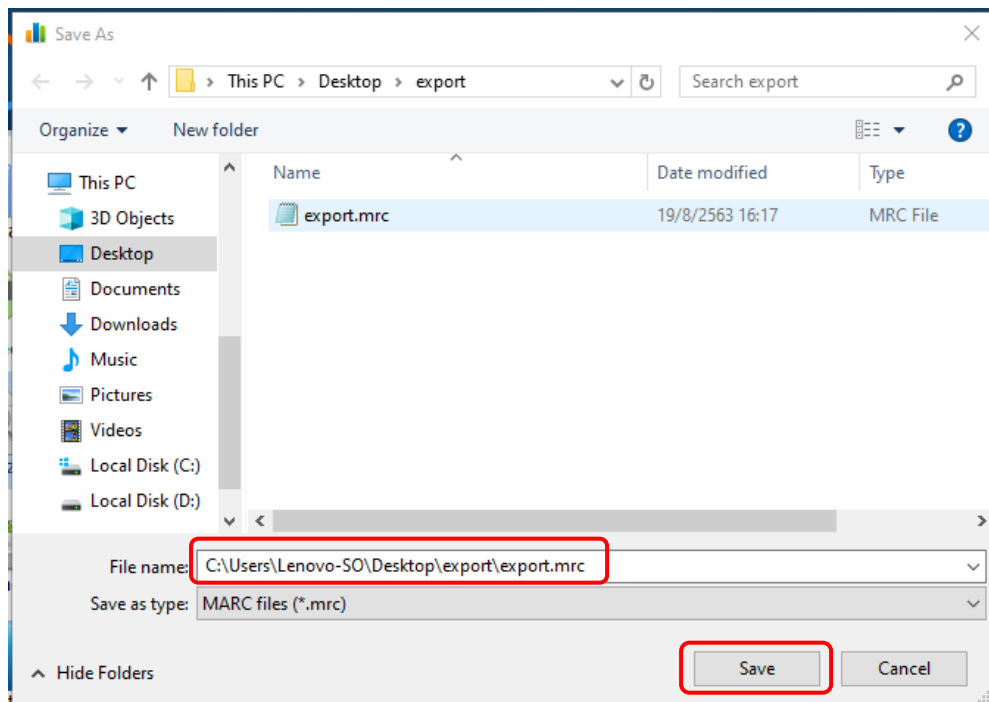 Save As
This PC > Desktop > export
Search export
Organize
New folder
?
Name
Date modified
Type
This PC
3D Objects
export.mrc
19/8/2563 16:17
MRC File
Desktop
Documents
Downloads
Music
Pictures
Videos
Local Disk (C:)
Local Disk (D:)
File name: C:\Users\Lenovo-SO\Desktop\export\export.mrc
Save as type: MARC files (*.mrc)
Hide Folders
Save
Cancel